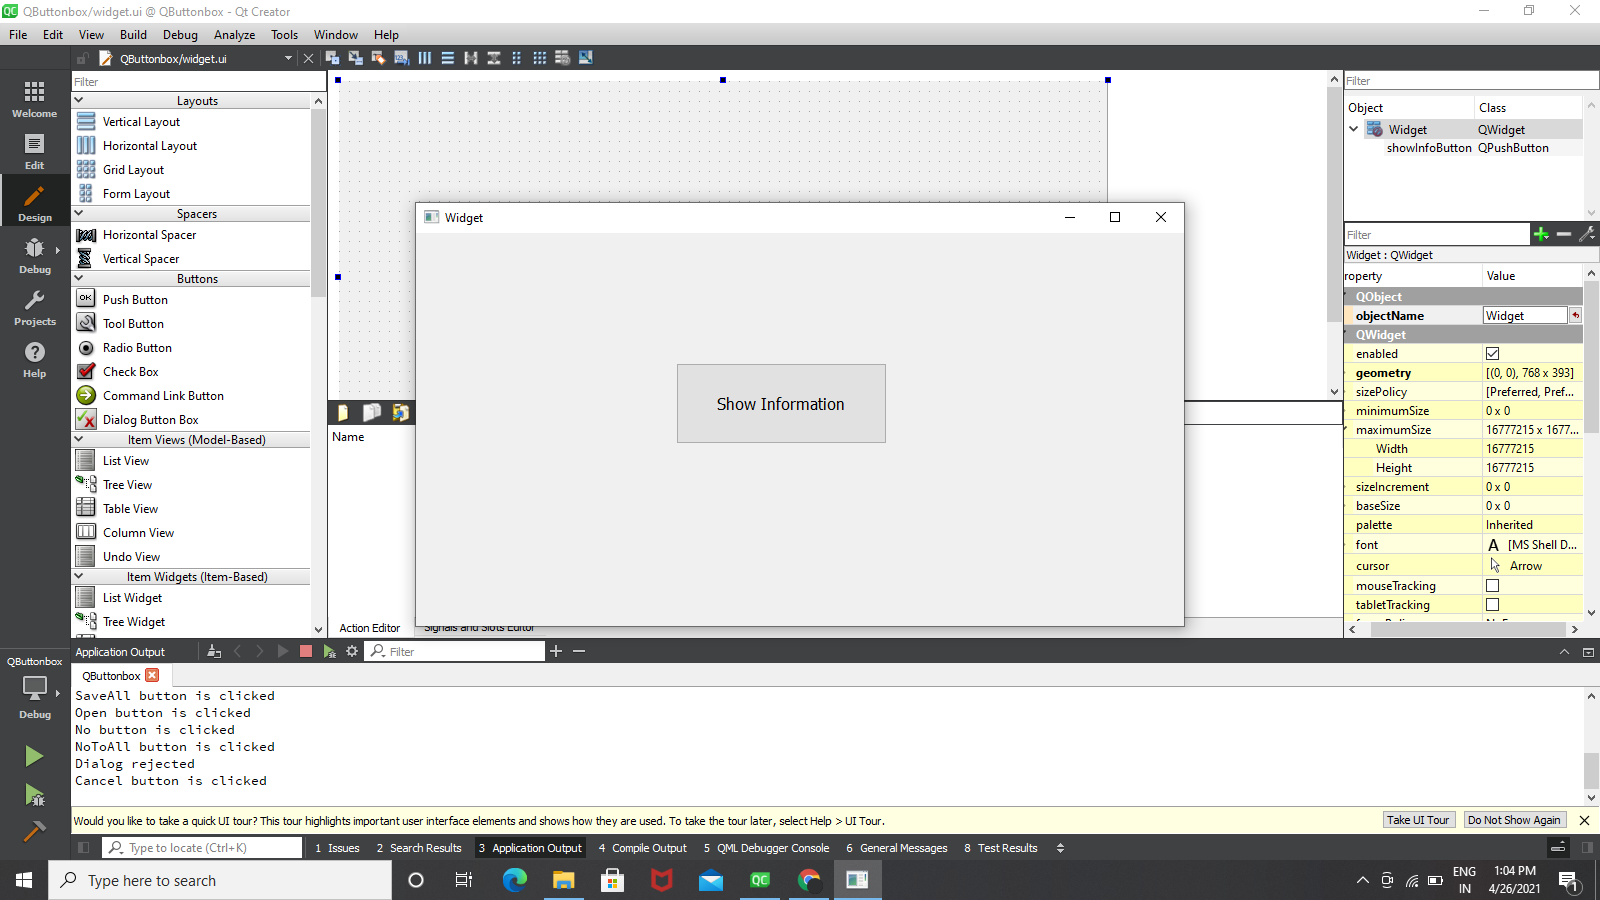 QButtonbox/widget.ui @ QButtonbox - Qt Creator
File Edit View Build Debug Analyze Tools Window Help
QButtonbox/widget.ui
Welcome
Edit
Design
Debug
Projects
Help
Filter
Layouts
Vertical Layout
Horizontal Layout
Grid Layout
Form Layout
Spacers
Horizontal Spacer
Vertical Spacer
Buttons
OK Push Button
Tool Button
Radio Button
Check Box
Command Link Button
Dialog Button Box
Item Views (Model-Based)
List View
Tree View
Table View
Column View
Undo View
Item Widgets (Item-Based)
List Widget
Tree Widget
Widget
Show Information
Name
Action Editor Signals and Slots Editor
Filter
Object Class
Widget QWidget
showInfoButton QPushButton
Filter
Widget : QWidget
roperty Value
QObject
objectName Widget
QWidget
enabled
geometry [(0, 0), 768 x 393]
sizePolicy [Preferred, Pref...
minimumSize 0 x 0
maximumSize 16777215 x 1677...
Width 16777215
Height 16777215
sizeIncrement 0 x 0
baseSize 0 x 0
palette Inherited
font A [MS Shell D...
cursor Arrow
mouseTracking
tabletTracking
QButtonbox
Debug
Application Output Filter
QButtonbox
SaveAll button is clicked
Open button is clicked
No button is clicked
NoToAll button is clicked
Dialog rejected
Cancel button is clicked
Would you like to take a quick UI tour? This tour highlights important user interface elements and shows how they are used. To take the tour later, select Help > UI Tour. Take UI Tour Do Not Show Again
Type to locate (Ctrl+K) 1 Issues 2 Search Results 3 Application Output 4 Compile Output 5 QML Debugger Console 6 General Messages 8 Test Results
Type here to search
ENG
IN
1:04 PM
4/26/2021
1